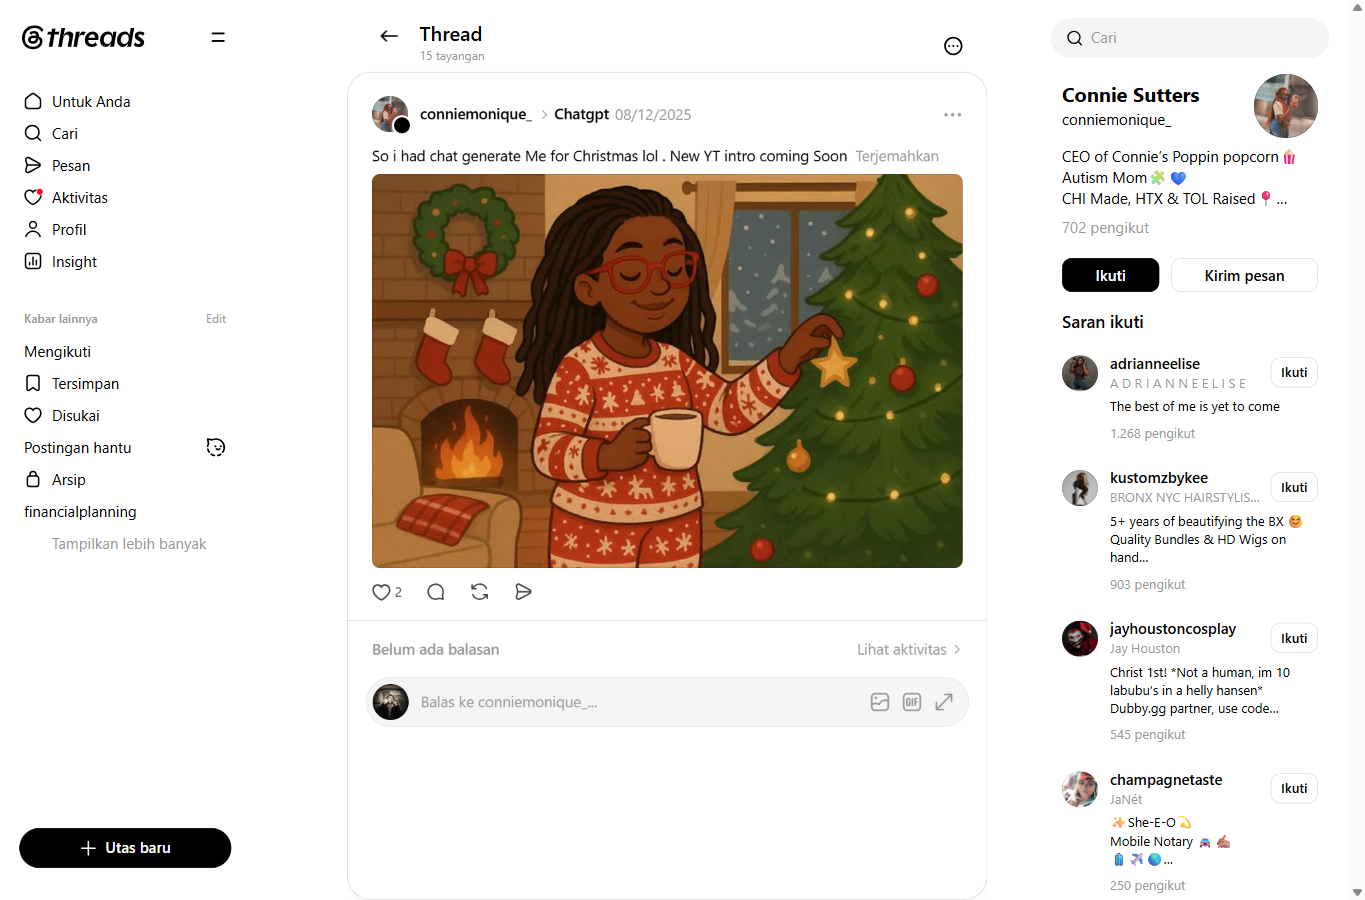 threads
Untuk Anda
Cari
Pesan
Aktivitas
Profil
Insight
Kabar lainnya
Edit
Mengikuti
Tersimpan
Disukai
Postingan hantu
Arsip
financialplanning
Tampilkan lebih banyak
Utas baru
Thread
15 tayangan
conniemonique_ > Chatgpt 08/12/2025
So i had chat generate Me for Christmas lol . New YT intro coming Soon Terjemahkan
2
Belum ada balasan
Lihat aktivitas
Balas ke conniemonique_...
GIF
Cari
Connie Sutters
conniemonique_
CEO of Connie’s Poppin popcorn🍿
Autism Mom🧩 💙
CHI Made, HTX & TOL Raised📍...
702 pengikut
Ikuti
Kirim pesan
Saran ikuti
adrianneelise
Ikuti
A D R I A N N E E L I S E
The best of me is yet to come
1.268 pengikut
kustomzbykee
Ikuti
BRONX NYC HAIRSTYLIS...
5+ years of beautifying the BX 😊
Quality Bundles & HD Wigs on
hand...
903 pengikut
jayhoustoncosplay
Ikuti
Jay Houston
Christ 1st! *Not a human, im 10
labubu's in a helly hansen*
Dubby.gg partner, use code...
545 pengikut
champagnetaste
Ikuti
JaNét
✨She-E-O💫
Mobile Notary 🚘 ✍🏽
🧳 ✈️ 🌎...
250 pengikut